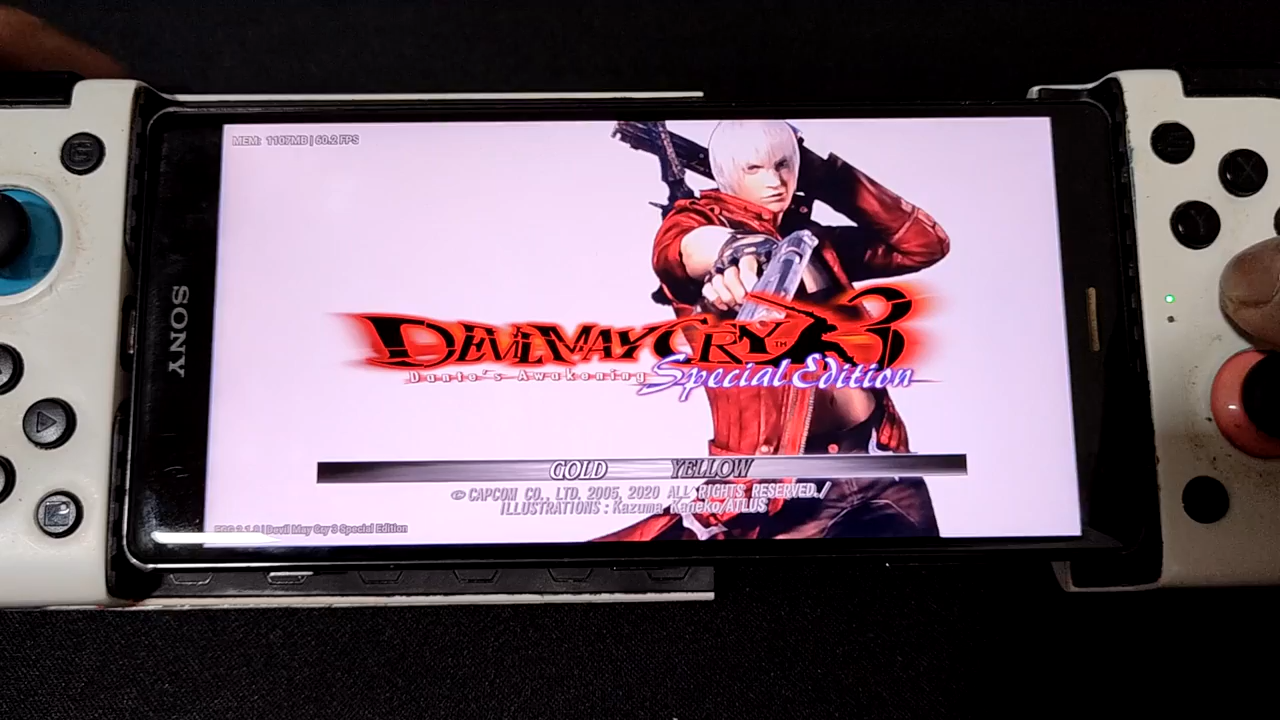 MEM: 1107MB | 60.2 FPS
SONY
DEVIL MAY CRY 3
TM
Dante's Awakening
Special Edition
GOLD YELLOW
© CAPCOM CO., LTD. 2005, 2020 ALL RIGHTS RESERVED./
ILLUSTRATIONS : Kazuma Kaneko/ATLUS
Devil May Cry 3 Special Edition
X